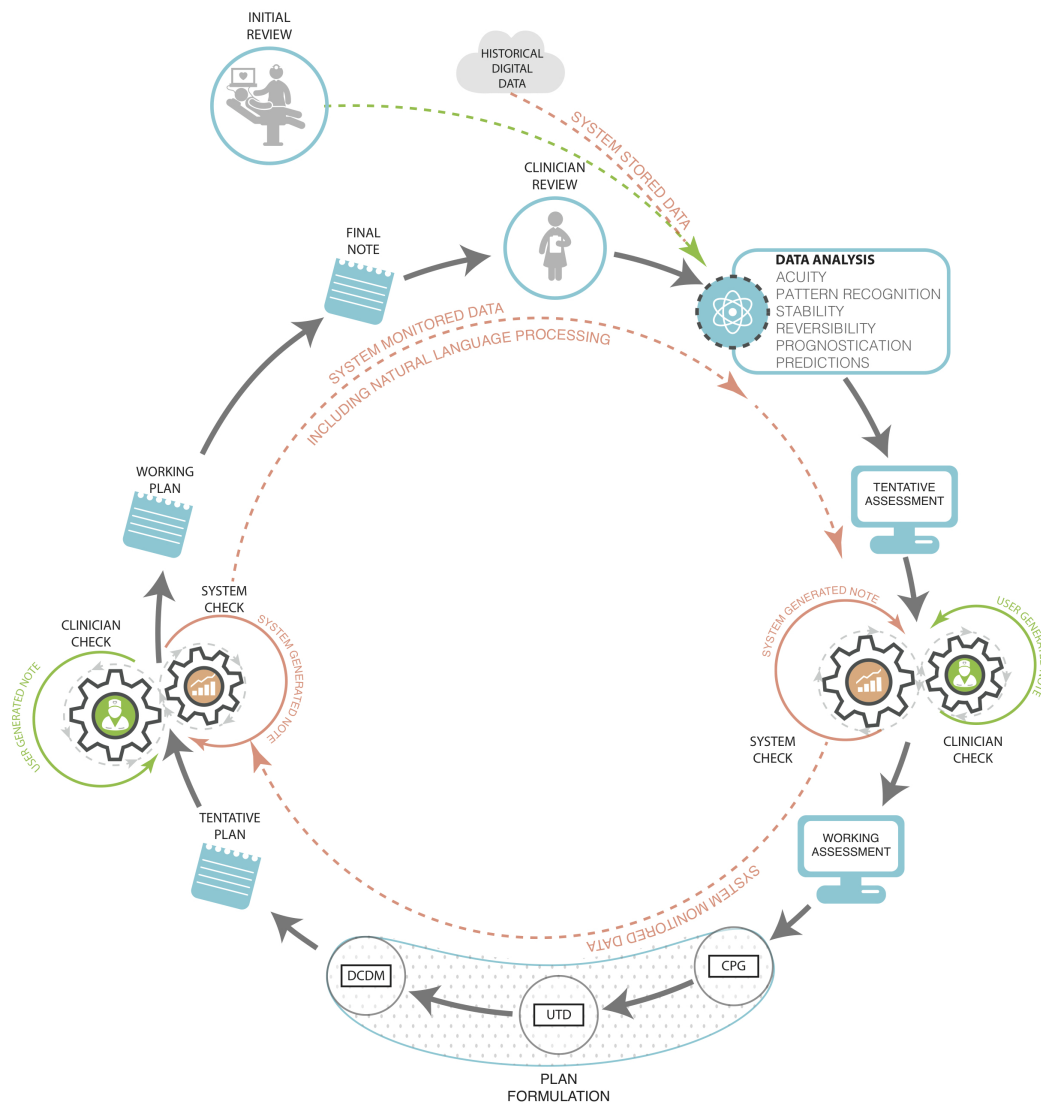 INITIAL
REVIEW
HISTORICAL
DIGITAL
DATA
SYSTEM STORED DATA
CLINICIAN
REVIEW
FINAL
NOTE
DATA ANALYSIS
ACUITY
PATTERN RECOGNITION
STABILITY
REVERSIBILITY
PROGNOSTICATION
PREDICTIONS
SYSTEM MONITORED DATA
INCLUDING NATURAL LANGUAGE PROCESSING
WORKING
PLAN
TENTATIVE
ASSESSMENT
SYSTEM
CHECK
CLINICIAN
CHECK
USER GENERATED NOTE
SYSTEM GENERATED NOTE
SYSTEM GENERATED NOTE
USER GENERATED NOTE
SYSTEM
CHECK
CLINICIAN
CHECK
TENTATIVE
PLAN
WORKING
ASSESSMENT
SYSTEM MONITORED DATA
DCDM
UTD
CPG
PLAN
FORMULATION